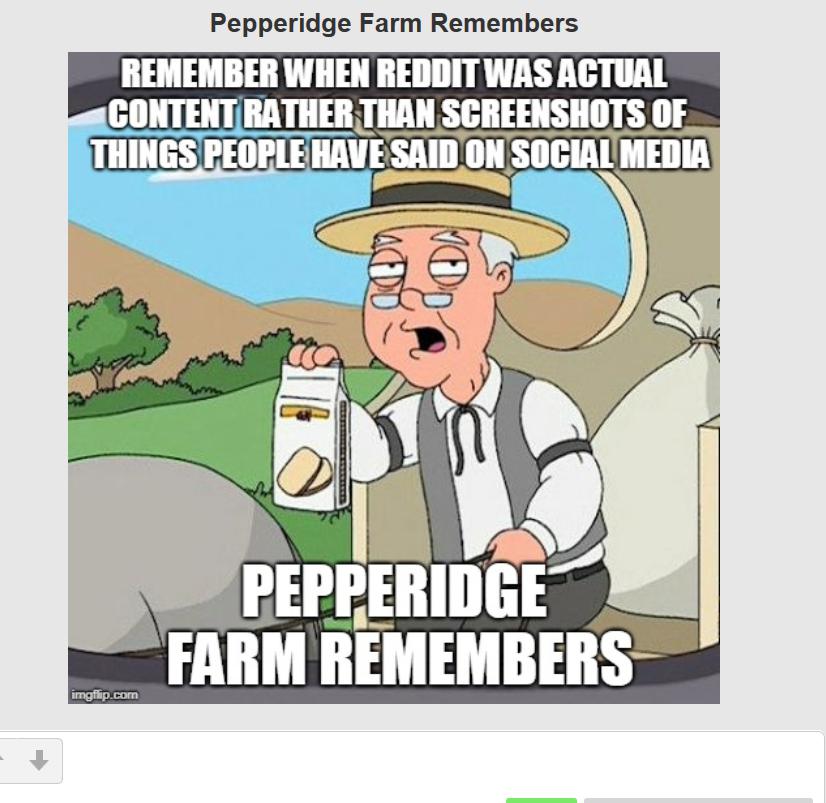 Pepperidge Farm Remembers
REMEMBER WHEN REDDIT WAS ACTUAL
CONTENT RATHER THAN SCREENSHOTS OF
THINGS PEOPLE HAVE SAID ON SOCIAL MEDIA
PEPPERIDGE
FARM REMEMBERS
imgflip.com